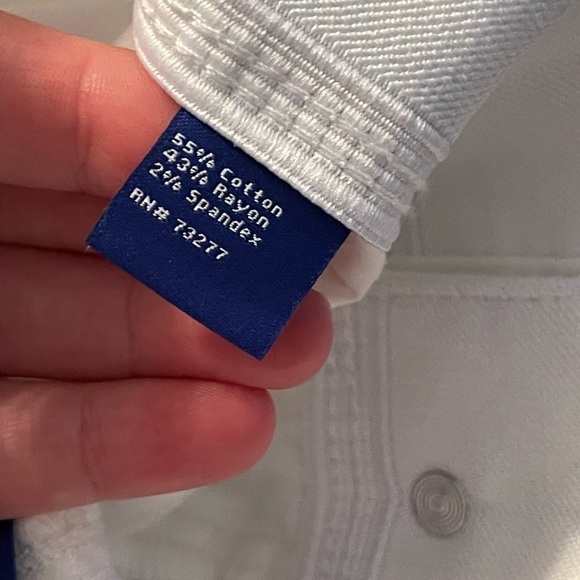 55% Cotton
43% Rayon
2% Spandex
RN# 73277